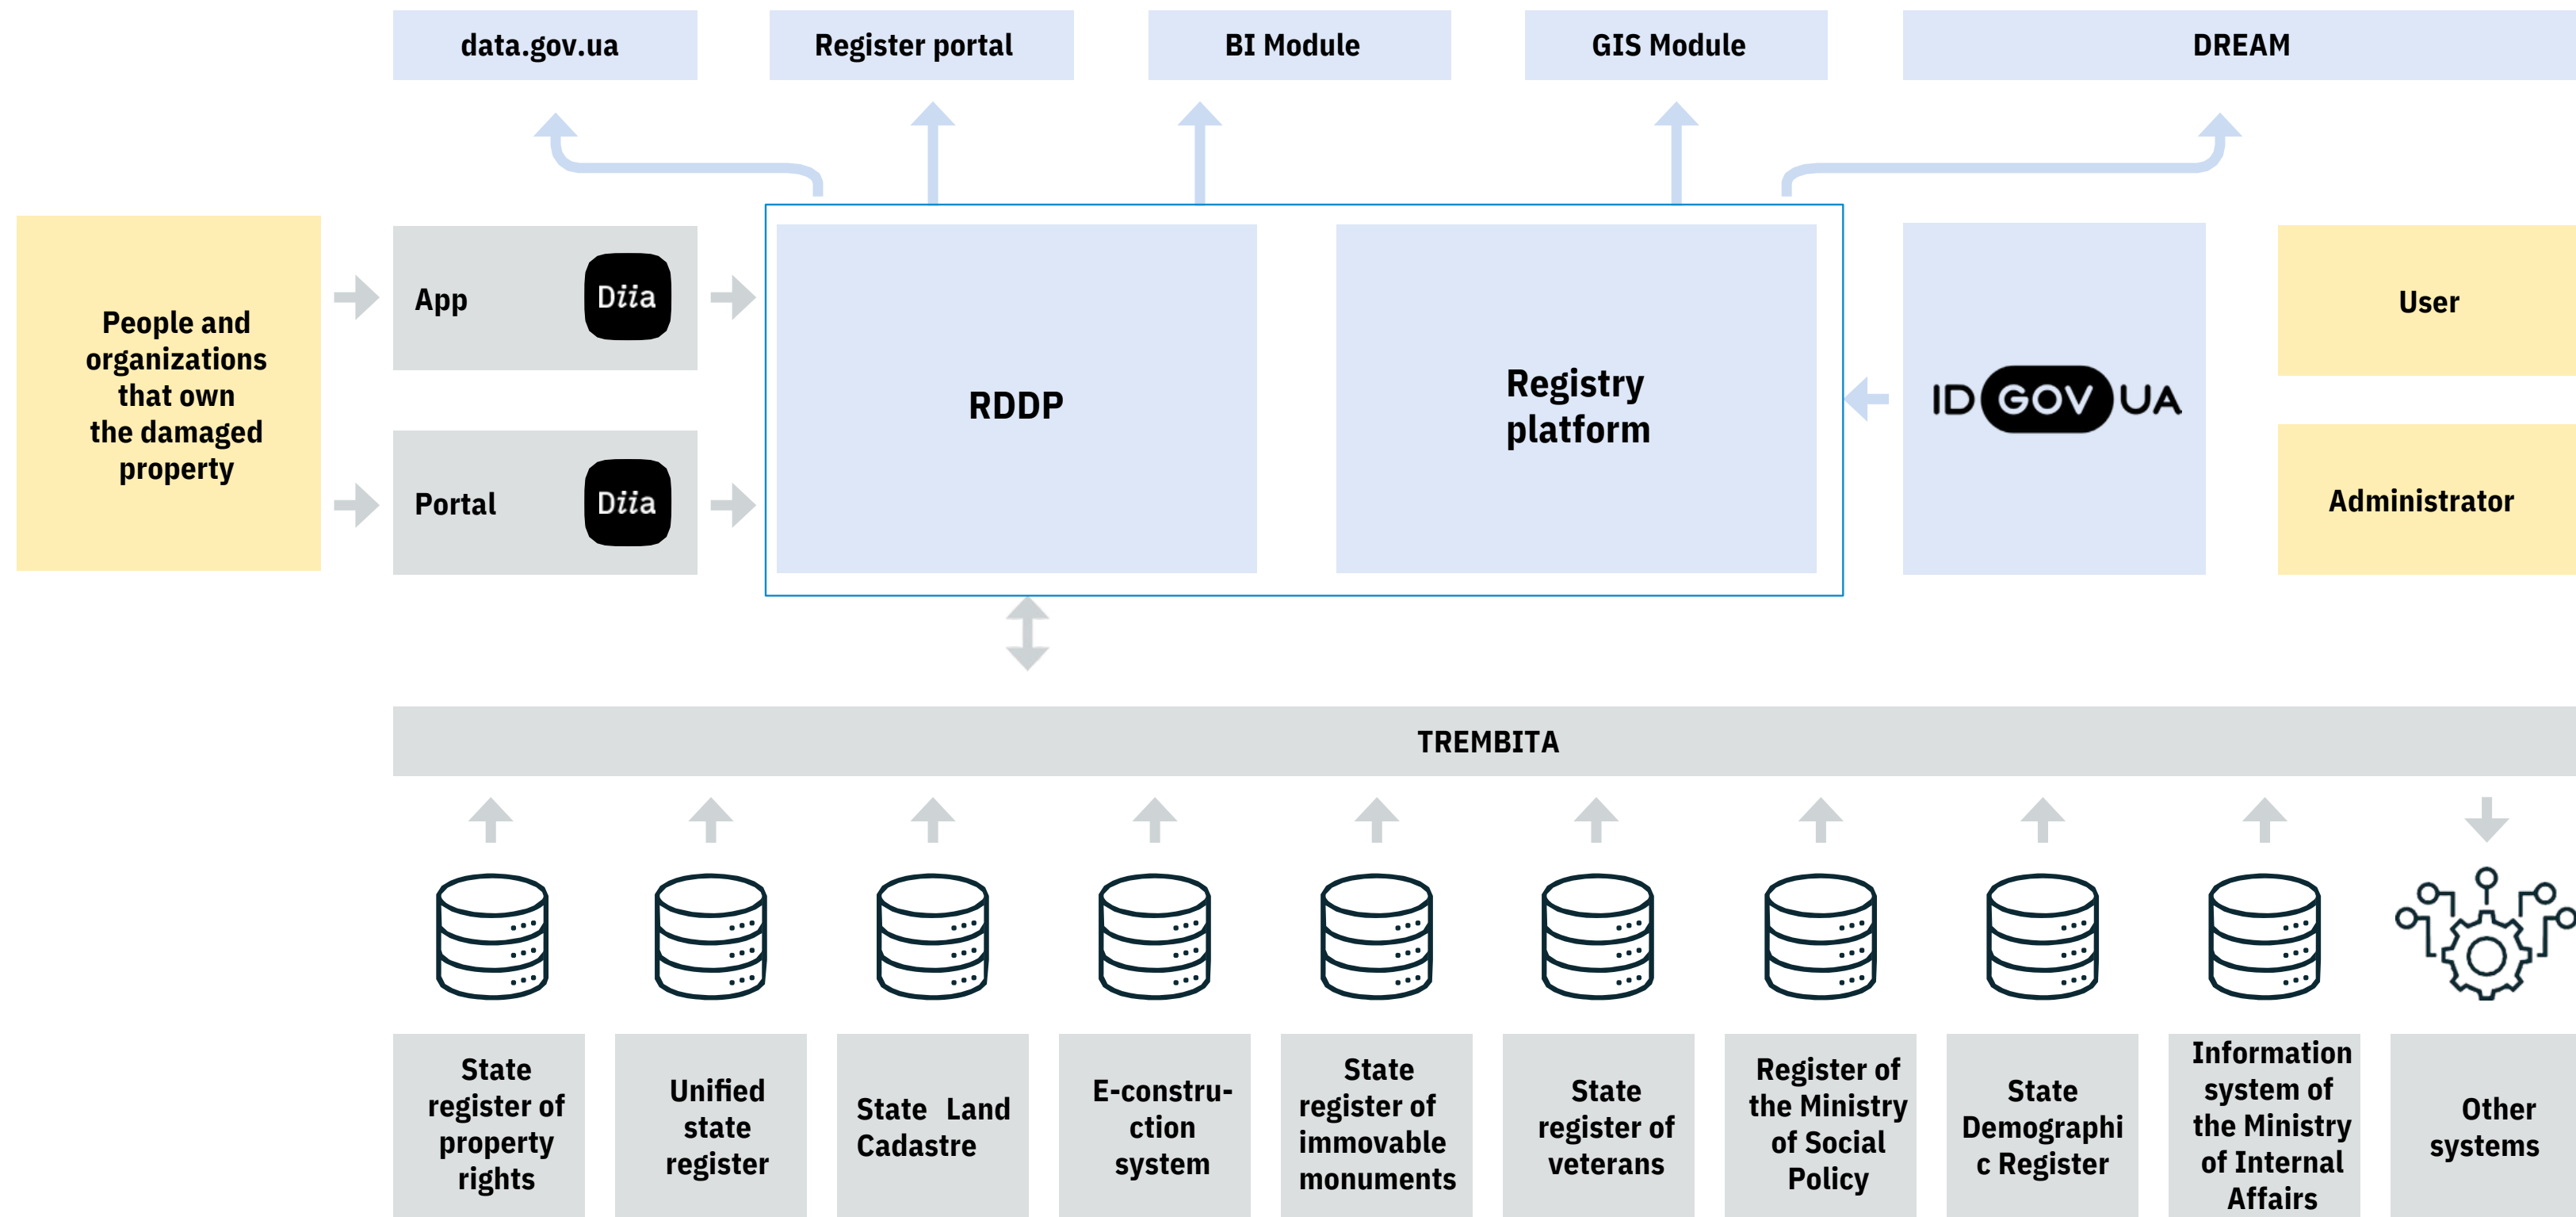 data.gov.ua
Register portal
BI Module
GIS Module
DREAM
People and
organizations
that own
the damaged
property
App
Diia
Portal
Diia
RDDP
Registry
platform
ID GOV UA
User
Administrator
TREMBITA
State
register of
property
rights
Unified
state
register
State Land
Cadastre
E-constru-
ction
system
State
register of
immovable
monuments
State
register of
veterans
Register of
the Ministry
of Social
Policy
State
Demographi
c Register
Information
system of
the Ministry
of Internal
Affairs
Other
systems